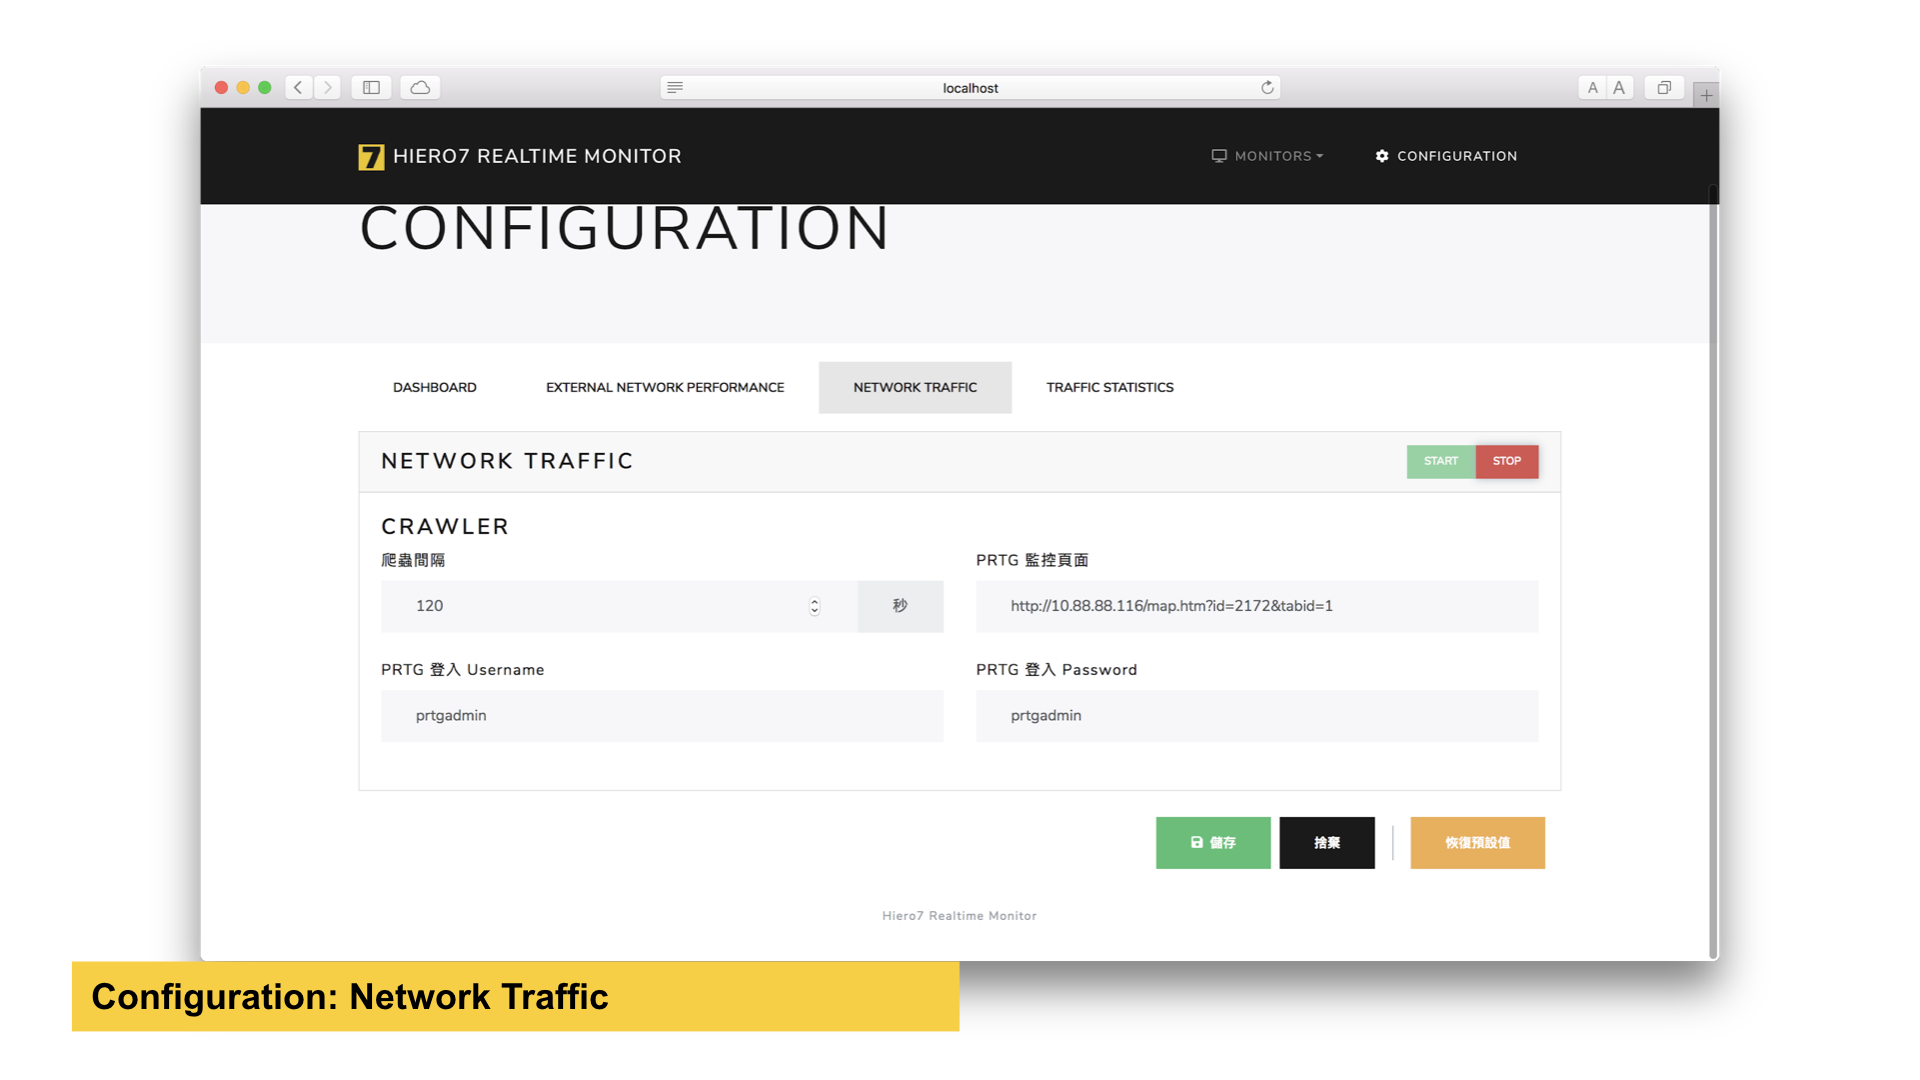 localhost
A A
7 HIERO7 REALTIME MONITOR
MONITORS
CONFIGURATION
CONFIGURATION
DASHBOARD
EXTERNAL NETWORK PERFORMANCE
NETWORK TRAFFIC
TRAFFIC STATISTICS
NETWORK TRAFFIC
START
STOP
CRAWLER
爬蟲間隔
PRTG 監控頁面
120
秒
http://10.88.88.116/map.htm?id=2172&tabid=1
PRTG 登入 Username
PRTG 登入 Password
prtgadmin
prtgadmin
儲存
捨棄
恢復預設值
Hiero7 Realtime Monitor
Configuration: Network Traffic